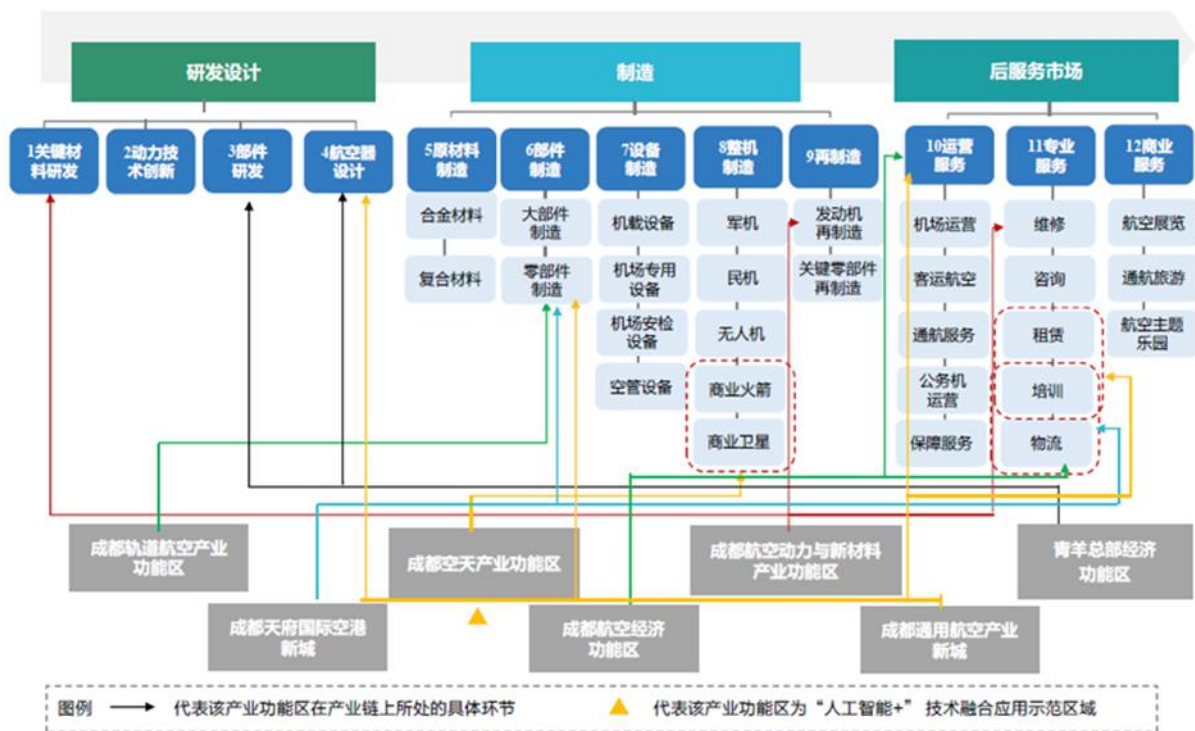 研发设计
制造
后服务市场
1关键材
料研发
2动力技
术创新
3部件
研发
4航空器
设计
5原材料
制造
6部件
制造
7设备
制造
8整机
制造
9再制造
10运营
服务
11专业
服务
12商业
服务
合金材料
复合材料
大部件
制造
零部件
制造
机载设备
机场专用
设备
机场安检
设备
空管设备
军机
民机
无人机
商业火箭
商业卫星
发动机
再制造
关键零部件
再制造
机场运营
客运航空
通航服务
公务机
运营
保障服务
维修
咨询
租赁
培训
物流
航空展览
通航旅游
航空主题
乐园
成都轨道航空产业
功能区
成都空天产业功能区
成都航空动力与新材料
产业功能区
青羊总部经济
功能区
成都天府国际空港
新城
成都航空经济
功能区
成都通用航空产业
新城
图例
代表该产业功能区在产业链上所处的具体环节
代表该产业功能区为“人工智能+” 技术融合应用示范区域